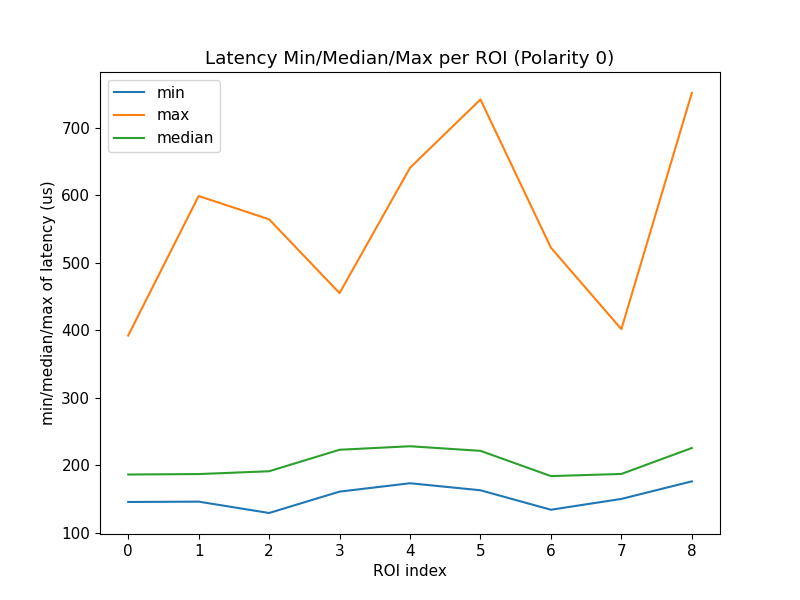 Latency Min/Median/Max per ROI (Polarity 0)
min
max
median
min/median/max of latency (us)
700
600
500
400
300
200
100
0 1 2 3 4 5 6 7 8
ROI index